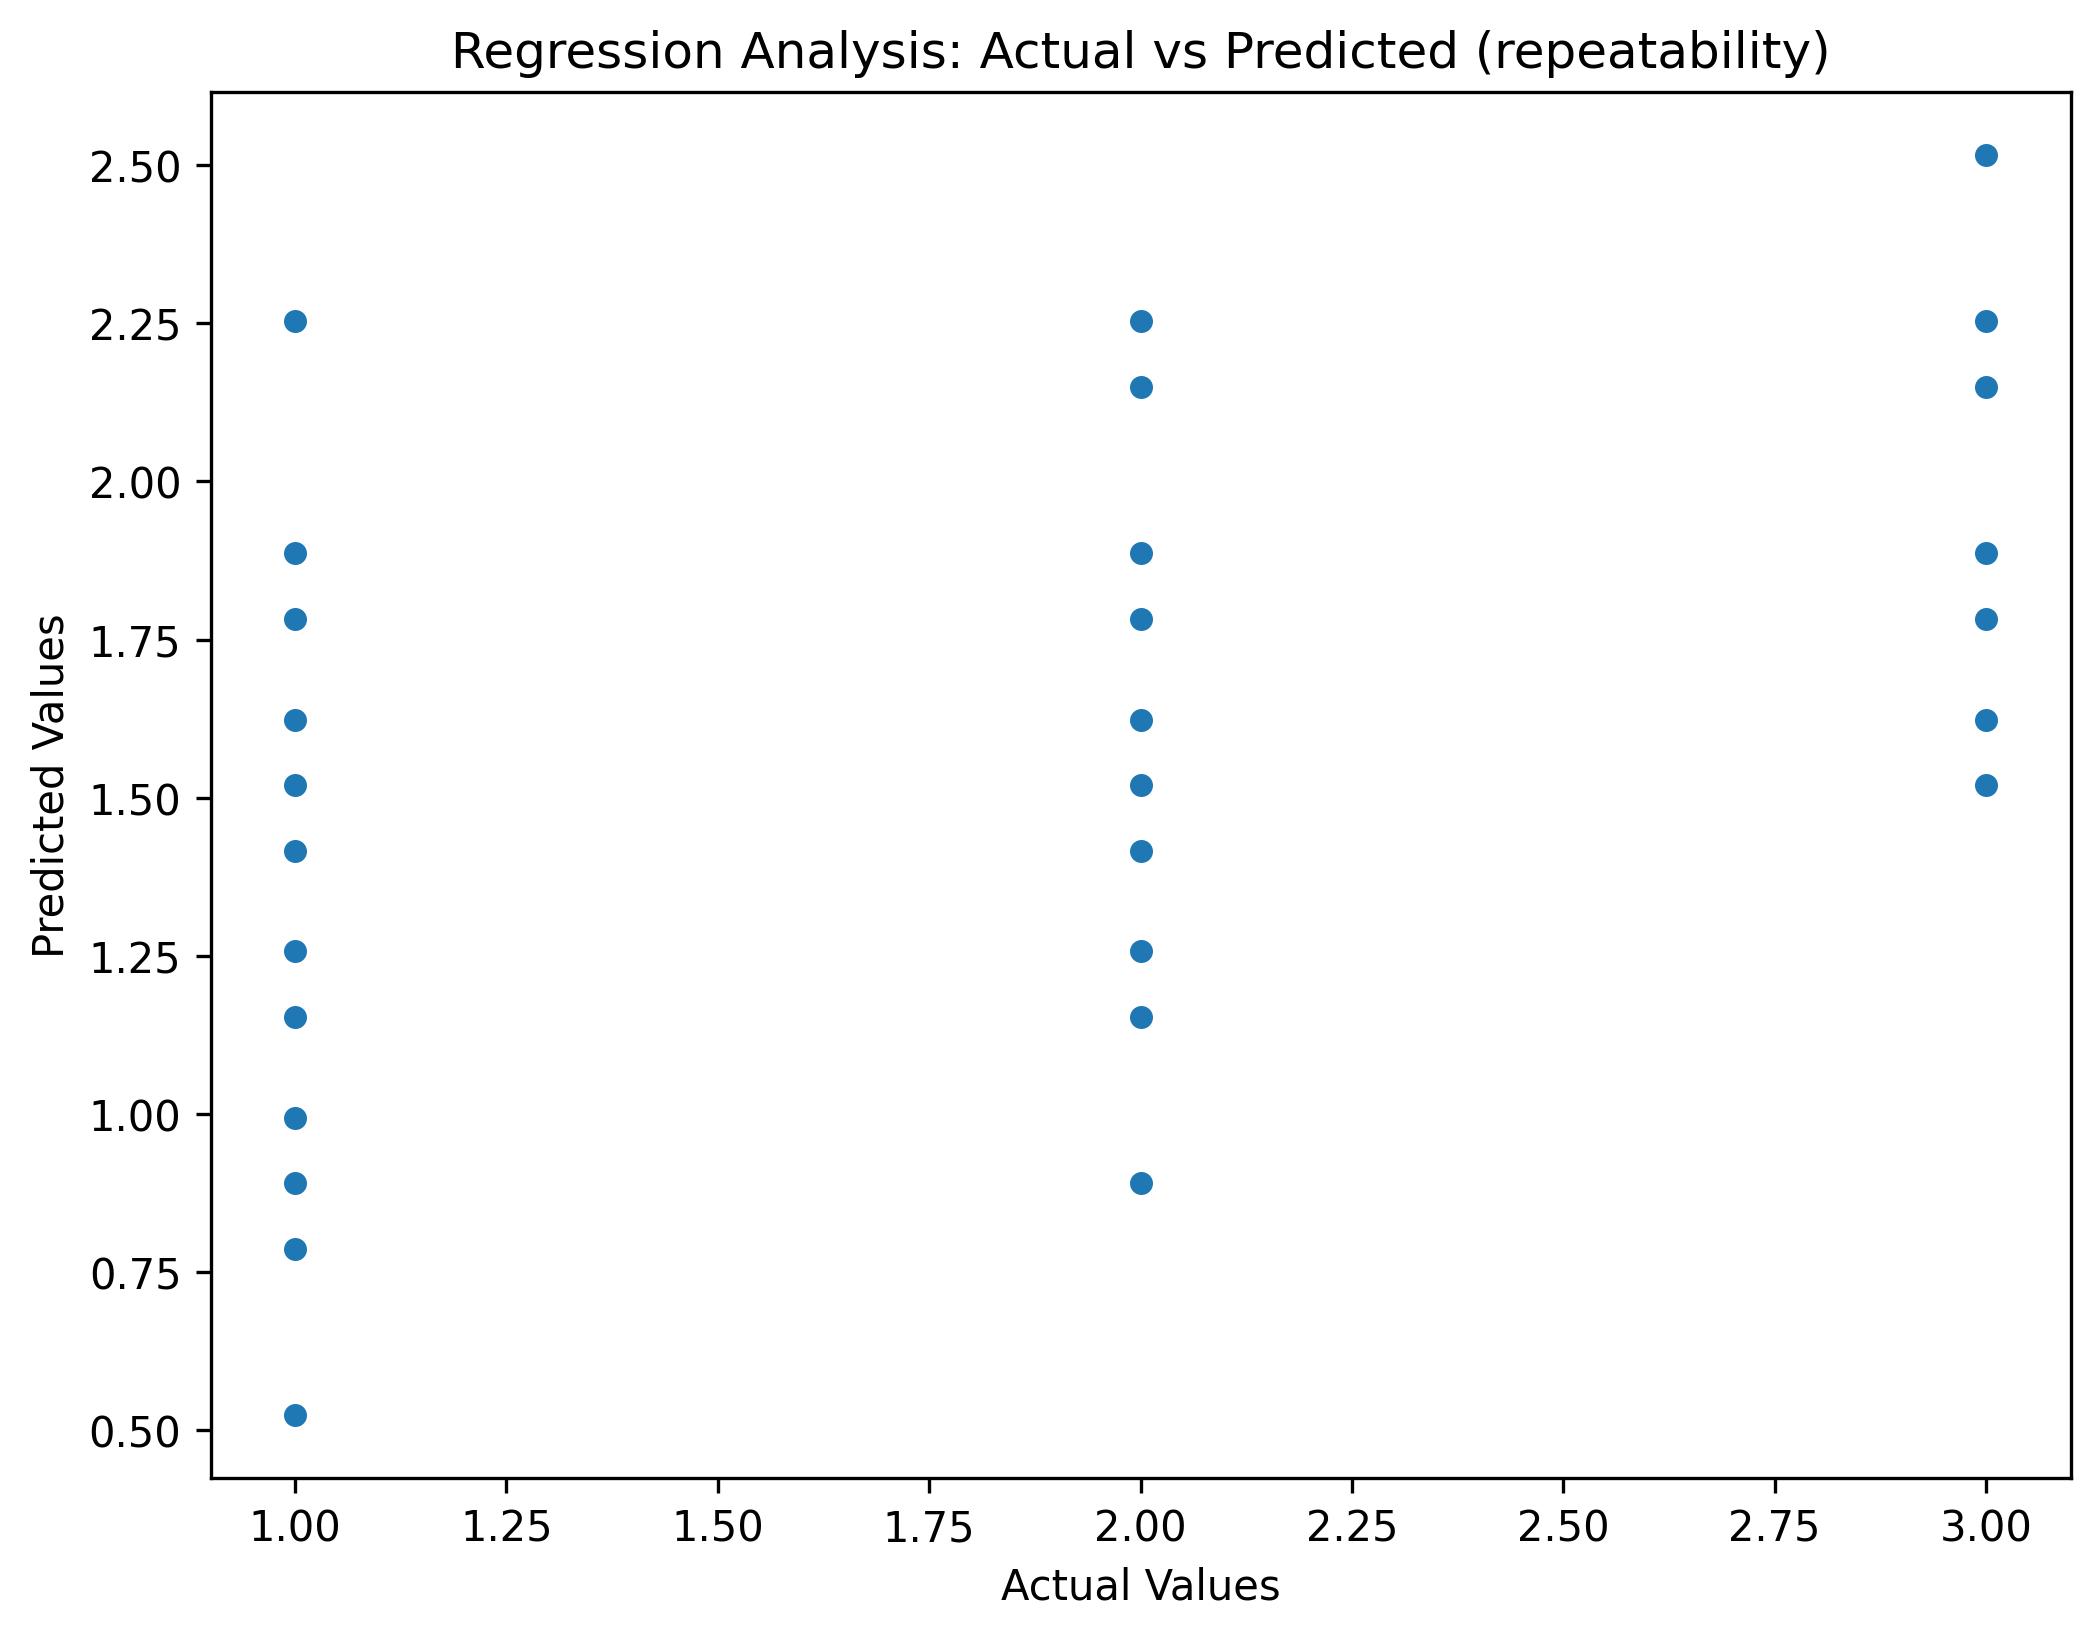 Regression Analysis: Actual vs Predicted (repeatability)
Predicted Values
2.50
2.25
2.00
1.75
1.50
1.25
1.00
0.75
0.50
1.00 1.25 1.50 1.75 2.00 2.25 2.50 2.75 3.00
Actual Values